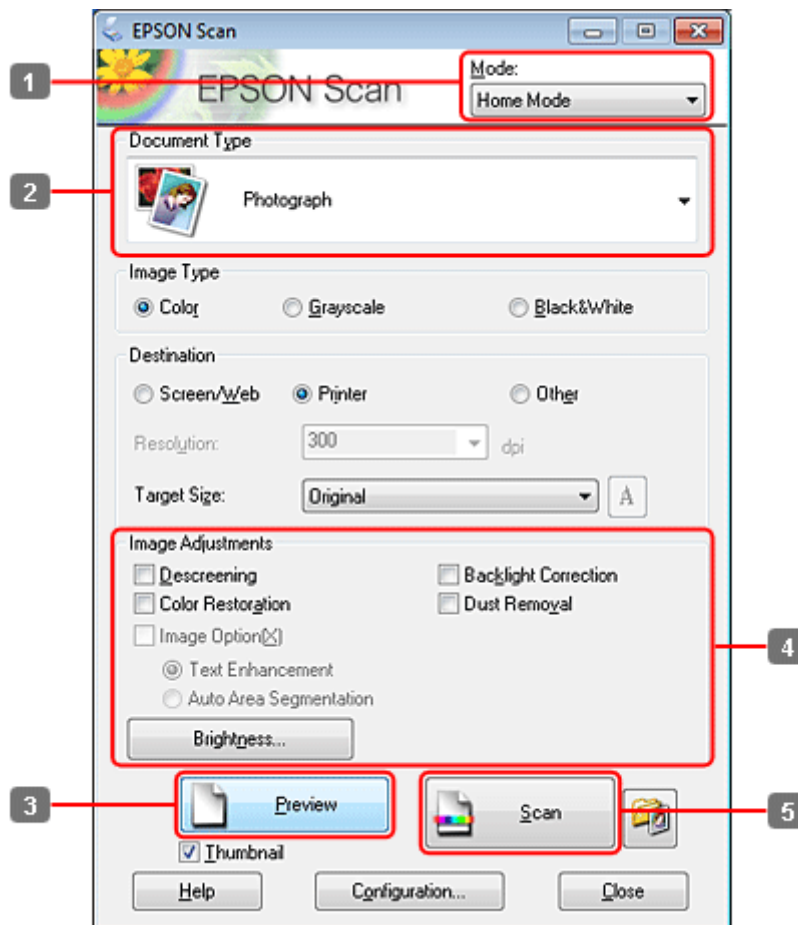 EPSON Scan
EPSON Scan
Mode:
1
Home Mode
Document Type
2
Photograph
Image Type
Color Grayscale Black&White
Destination
Screen/Web Printer Other
Resolution: 300 dpi
Target Size: Original A
Image Adjustments
Descreening Backlight Correction
Color Restoration Dust Removal
Image Option(X)
4
Text Enhancement
Auto Area Segmentation
Brightness...
3 Preview Scan 5
Thumbnail
Help Configuration... Close